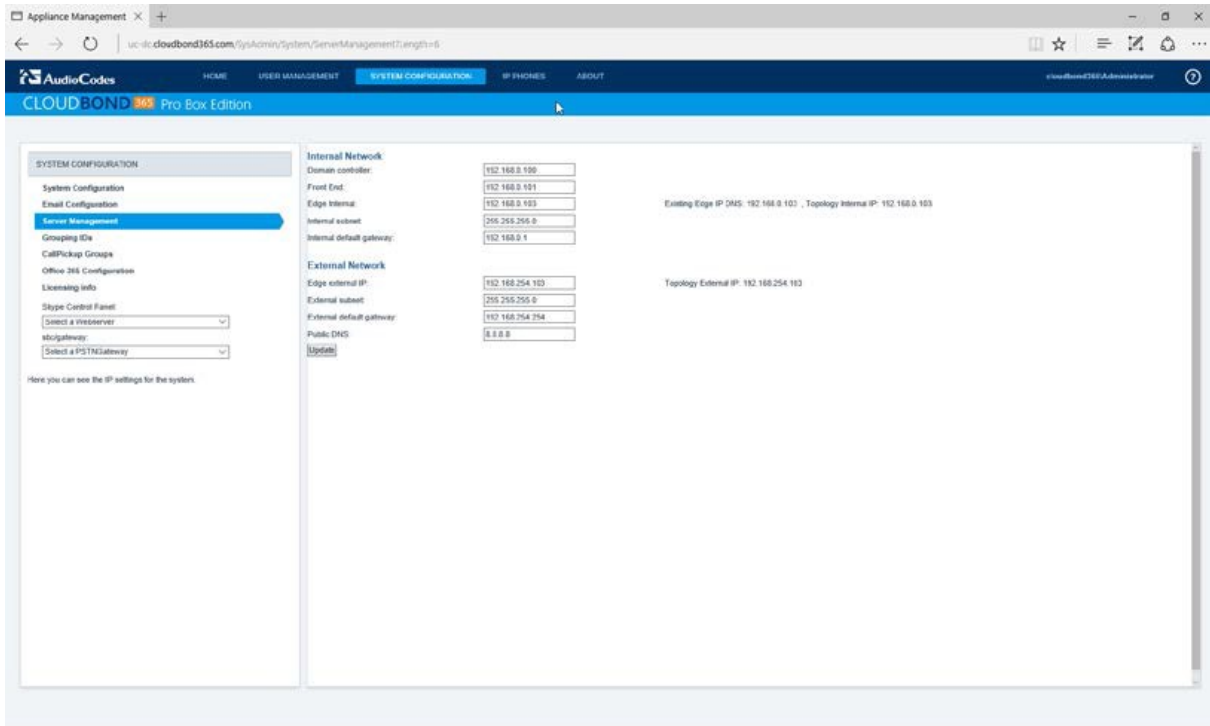 Appliance Management
uc-dc.cloudbond365.com/SysAdmin/System/ServerManagement?Length=6
AudioCodes
HOME USER MANAGEMENT SYSTEM CONFIGURATION IP PHONES ABOUT
cloudbond365\Administrator
CLOUDBOND 365 Pro Box Edition
SYSTEM CONFIGURATION
System Configuration
Email Configuration
Server Management
Grouping IDs
CallPickup Groups
Office 365 Configuration
Licensing info
Skype Control Panel:
Select a Webserver
sbc/gateway:
Select a PSTNGateway
Here you can see the IP settings for the system.
Internal Network
Domain controller: 192.168.0.100
Front End: 192.168.0.101
Edge Internal: 192.168.0.103 Existing Edge IP DNS: 192.168.0.103 , Topology Internal IP: 192.168.0.103
Internal subnet: 255.255.255.0
Internal default gateway: 192.168.0.1
External Network
Edge external IP: 192.168.254.103 Topology External IP: 192.168.254.103
External subnet: 255.255.255.0
External default gateway: 192.168.254.254
Public DNS: 8.8.8.8
Update